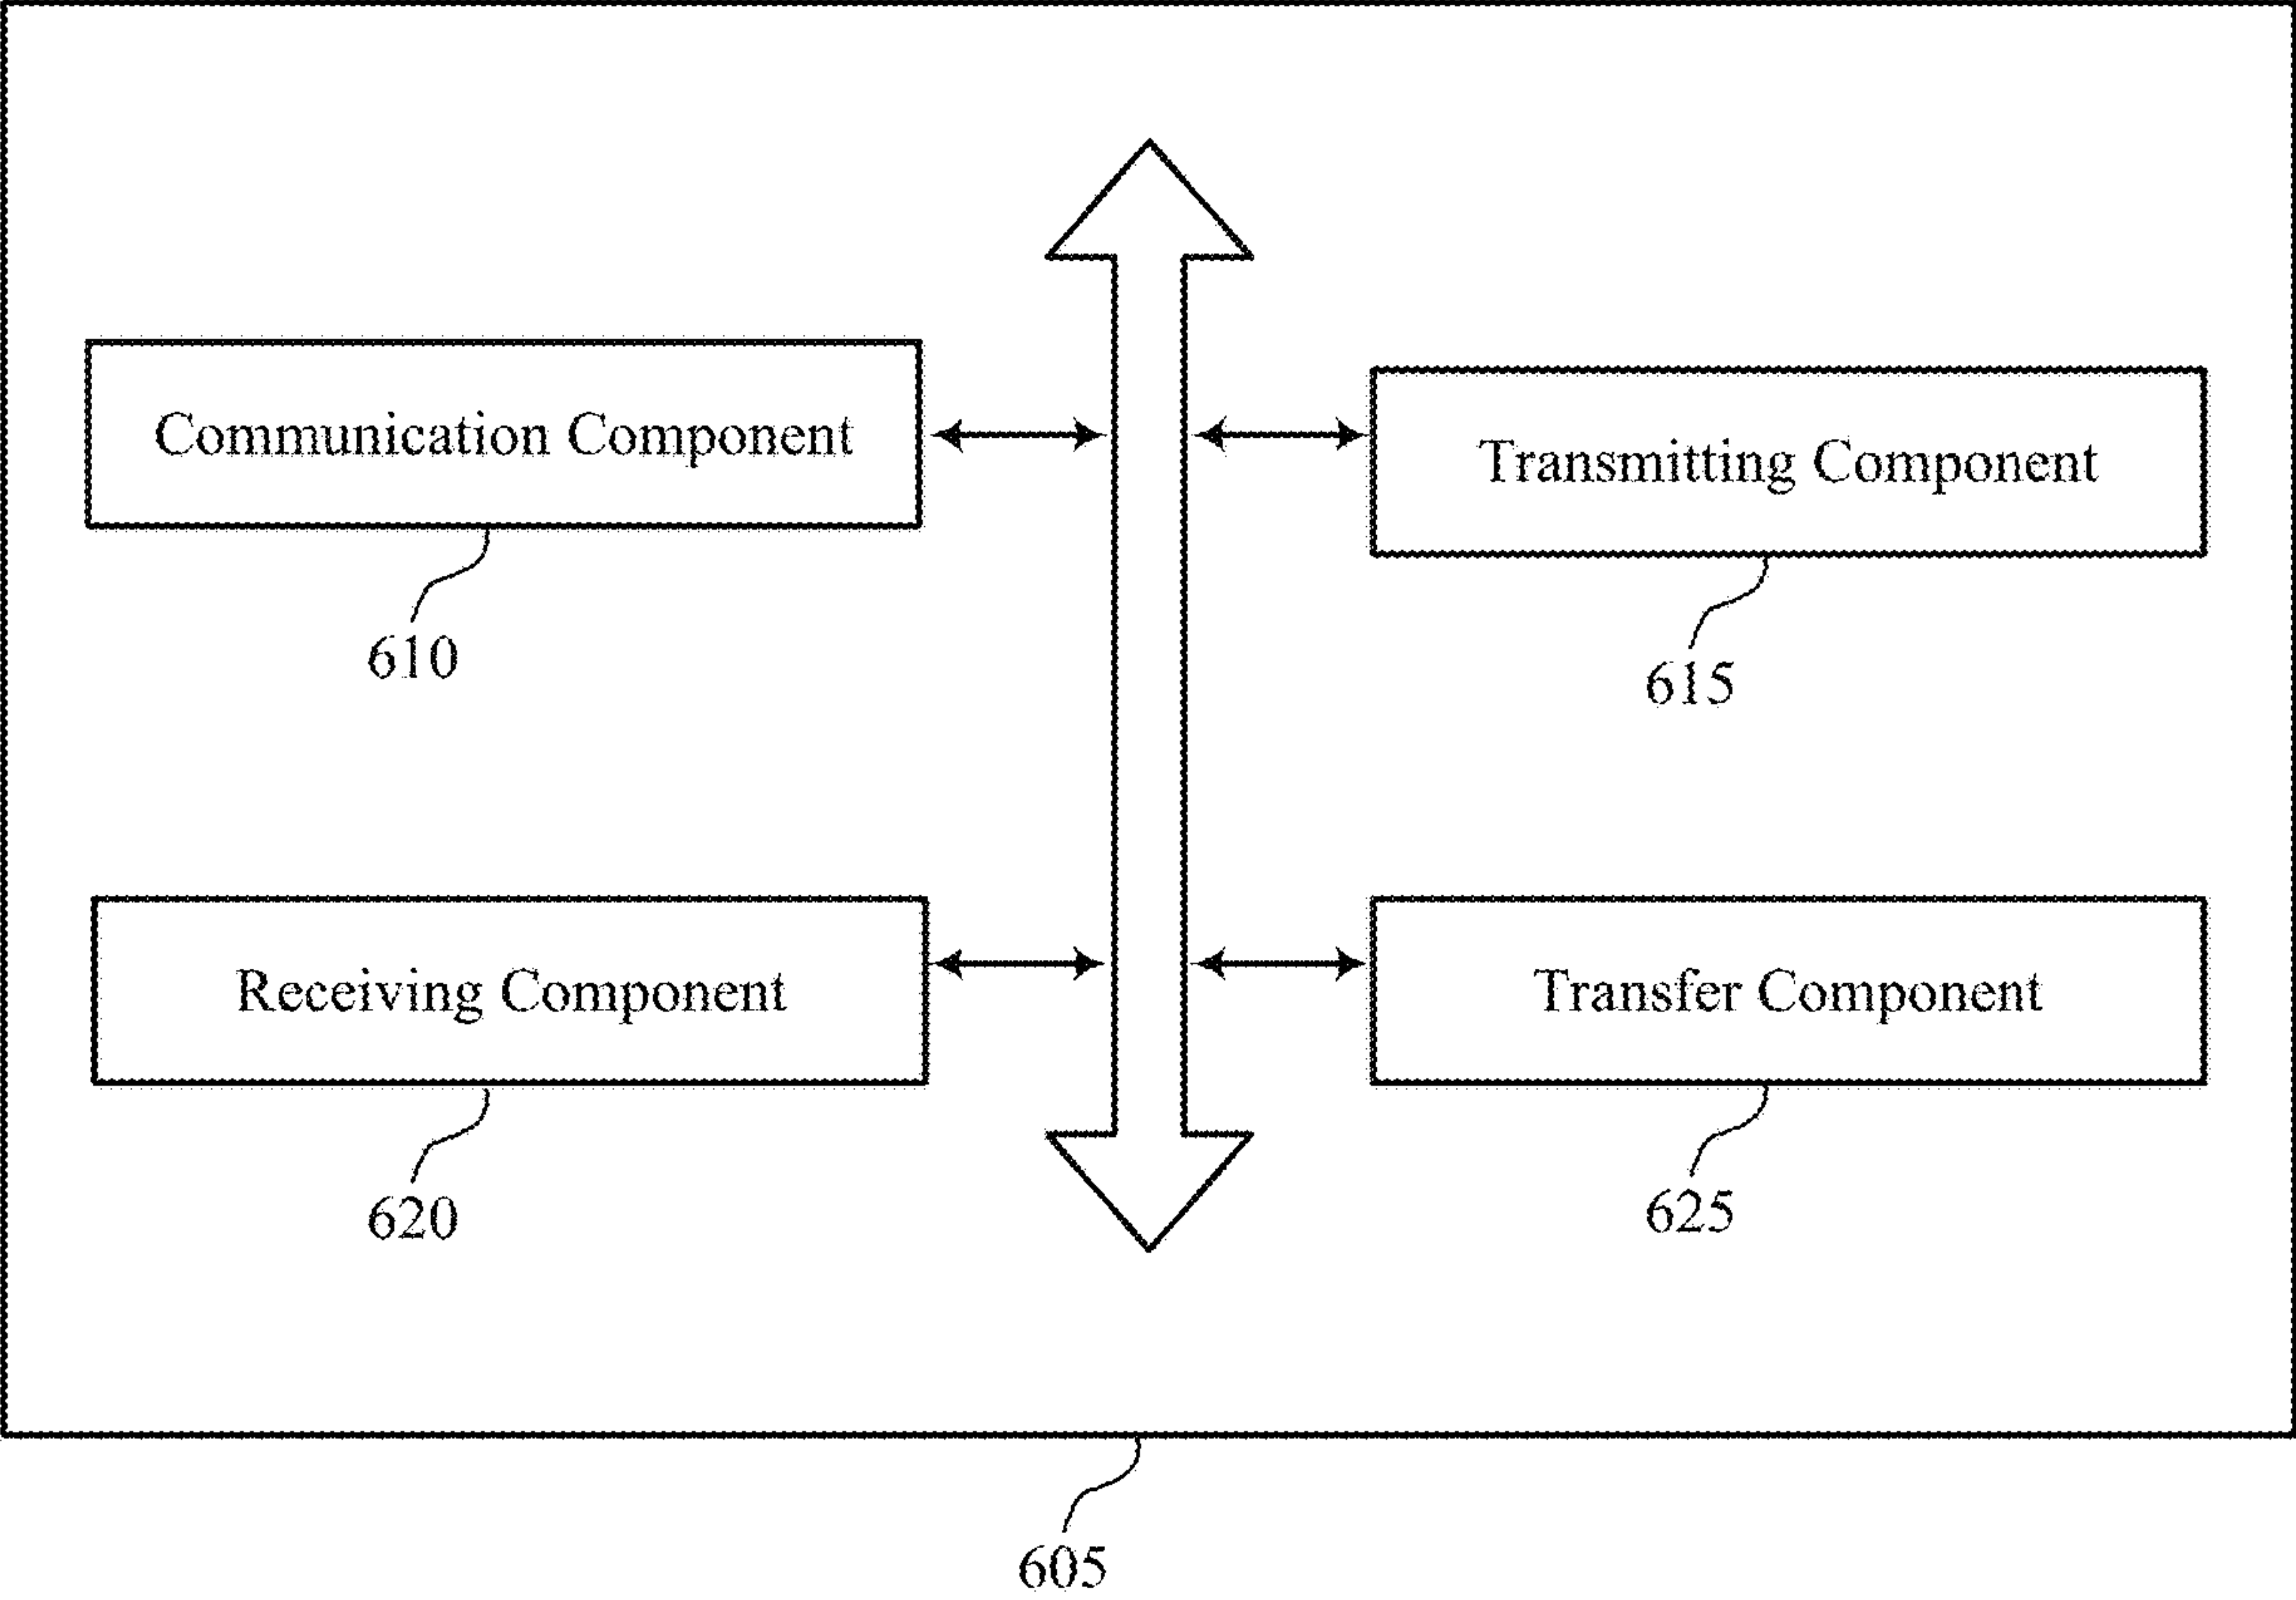 Communication Component
Transmitting Component
610
615
Receiving Component
Transfer Component
620
625
605